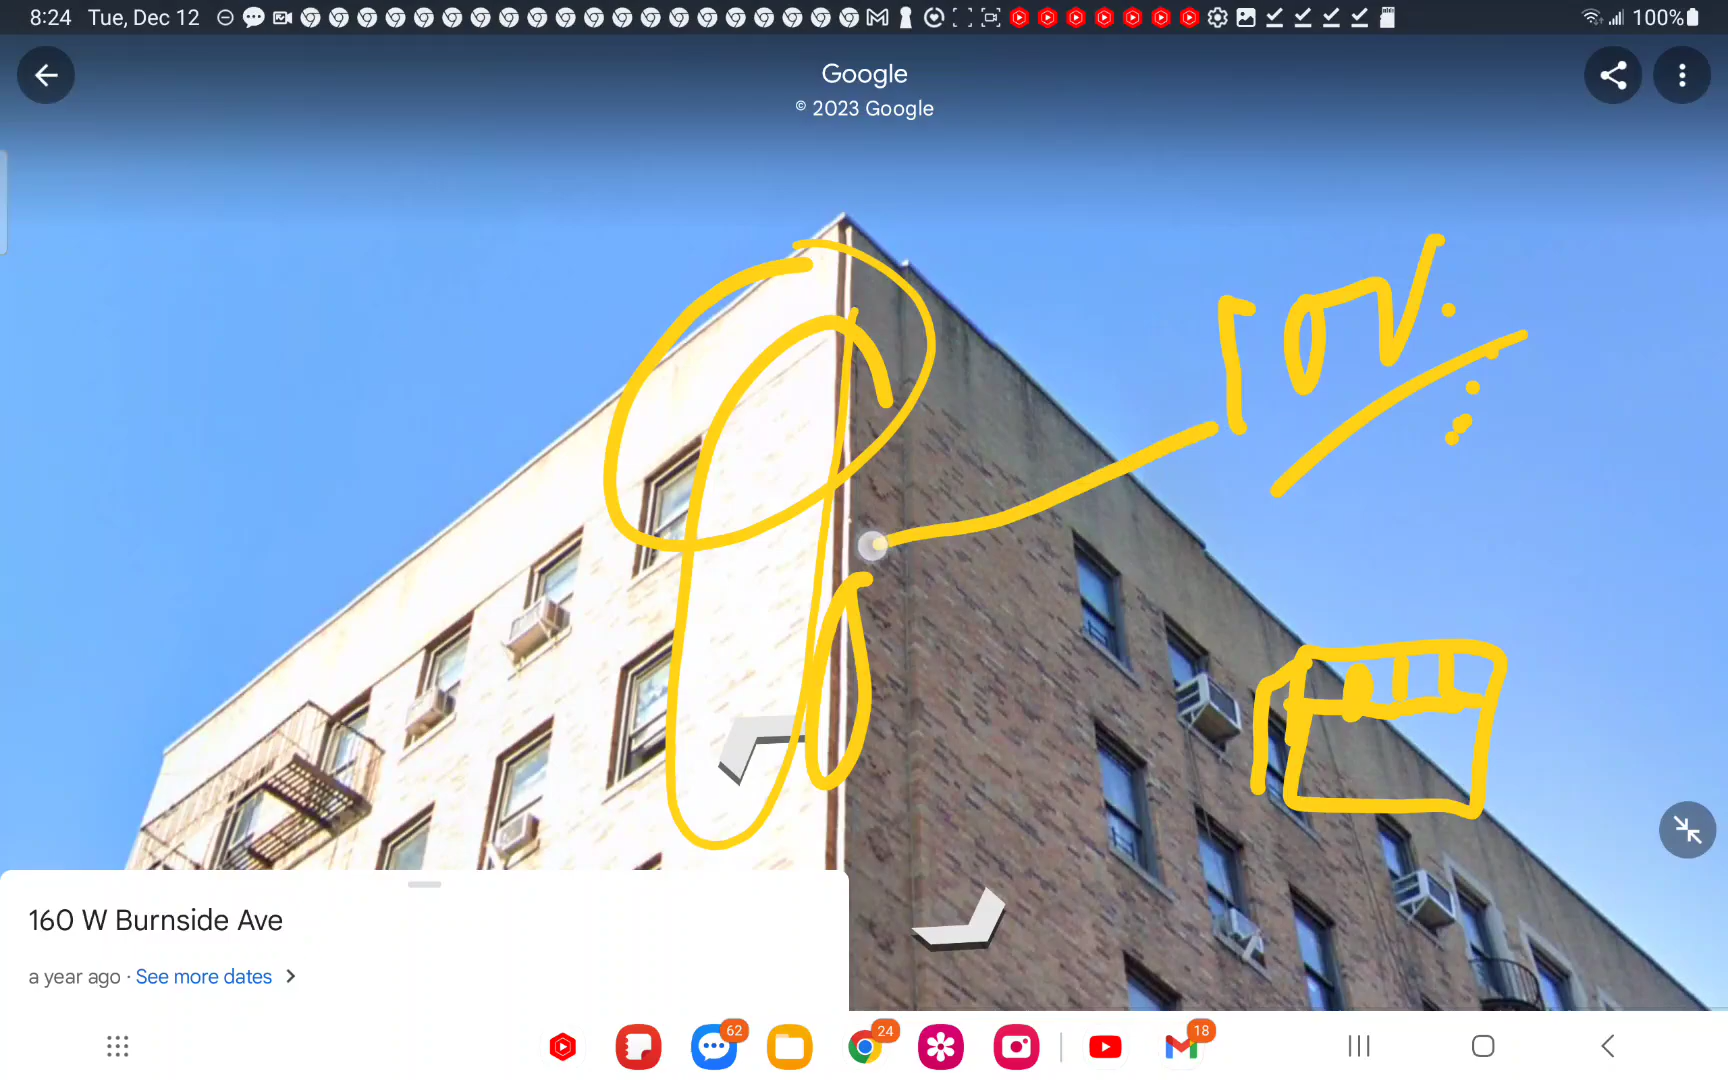 8:24 Tue, Dec 12 100%
Google
© 2023 Google
160 W Burnside Ave
a year ago · See more dates
62
24
18